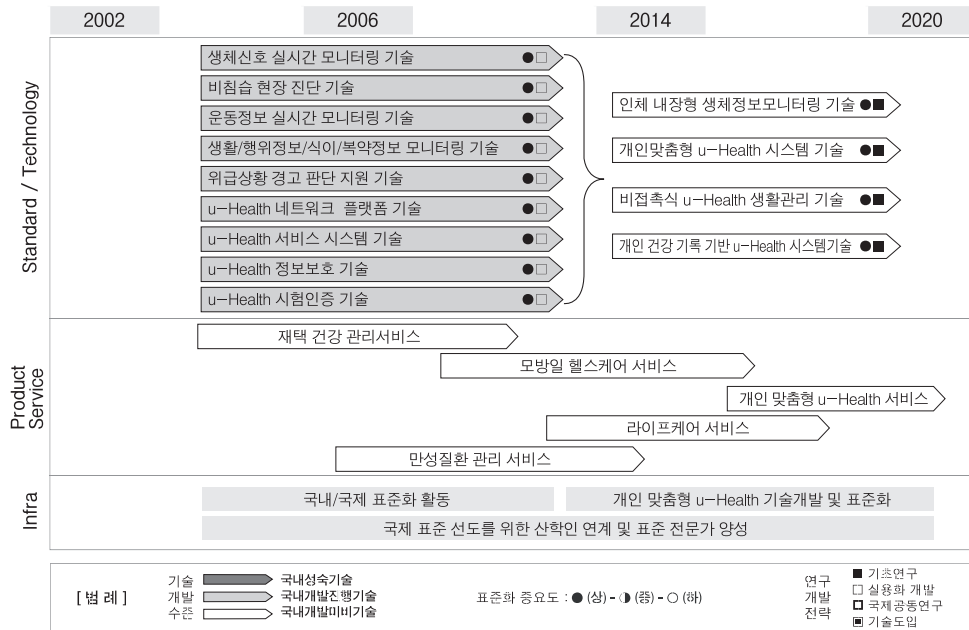 2002 2006 2014 2020
Standard / Technology
생체신호 실시간 모니터링 기술 ●□
비침습 현장 진단 기술 ●□
운동정보 실시간 모니터링 기술 ●□
생활/행위정보/식이/복약정보 모니터링 기술 ●□
위급상황 경고 판단 지원 기술 ●□
u-Health 네트워크 플랫폼 기술 ●□
u-Health 서비스 시스템 기술 ●□
u-Health 정보보호 기술 ●□
u-Health 시험인증 기술 ●□
인체 내장형 생체정보모니터링 기술 ●■
개인맞춤형 u-Health 시스템 기술 ●■
비접촉식 u-Health 생활관리 기술 ●■
개인 건강 기록 기반 u-Health 시스템기술 ●■
Product
Service
재택 건강 관리서비스
모방일 헬스케어 서비스
개인 맞춤형 u-Health 서비스
라이프케어 서비스
만성질환 관리 서비스
Infra
국내/국제 표준화 활동
개인 맞춤형 u-Health 기술개발 및 표준화
국제 표준 선도를 위한 산학인 연계 및 표준 전문가 양성
[범례]
기술
개발
수준
국내성숙기술
국내개발진행기술
국내개발미비기술
표준화 중요도 : ● (상) - ◑ (중) - ○ (하)
연구
개발
전략
■ 기초연구
□ 실용화 개발
□ 국제공동연구
▣ 기술도입